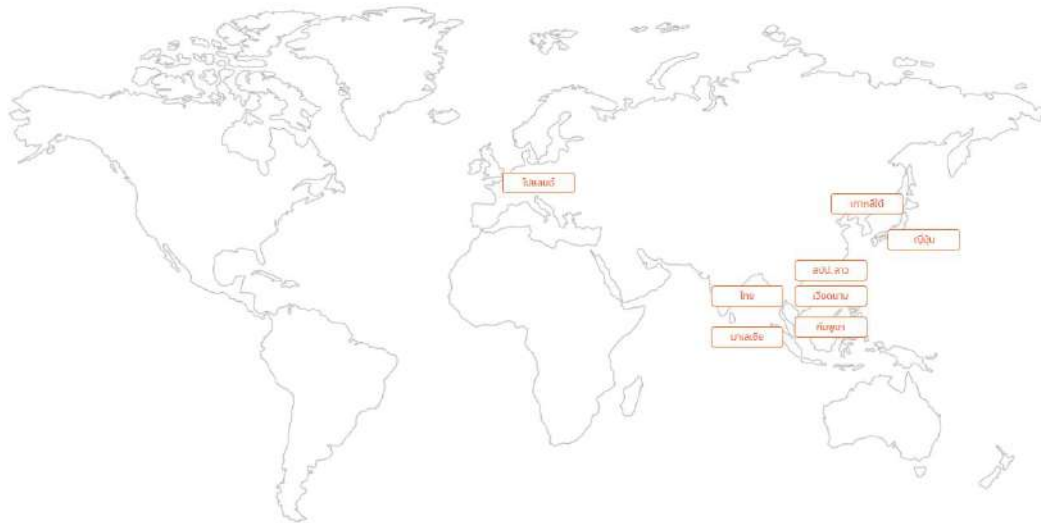 โปแลนด์
เกาหลีใต้
ญี่ปุ่น
สปป. ลาว
ไทย
เวียดนาม
กัมพูชา
มาเลเซีย